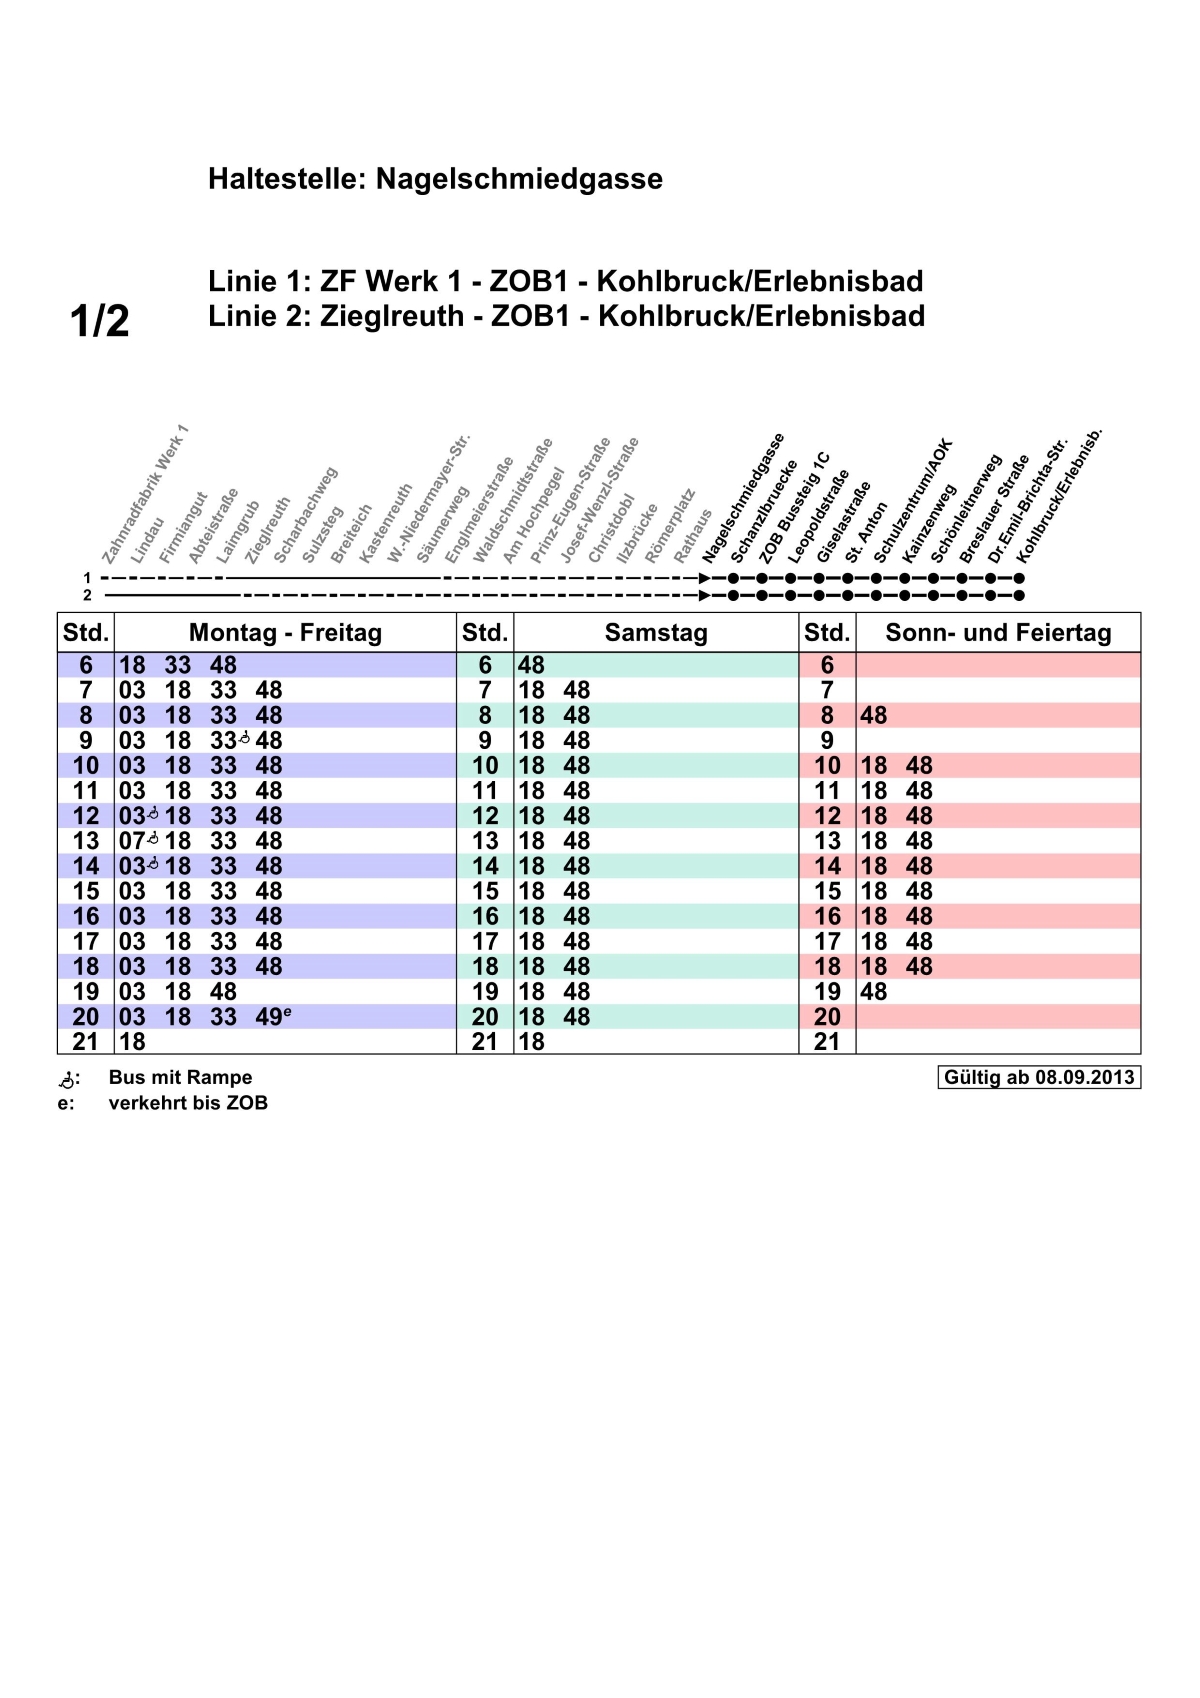 Haltestelle: Nagelschmiedgasse
1/2
Linie 1: ZF Werk 1 - ZOB1 - Kohlbruck/Erlebnisbad
Linie 2: Zieglreuth - ZOB1 - Kohlbruck/Erlebnisbad
Zahnradfabrik Werk 1
Lindau
Firmiangut
Abteistraße
Laimgrub
Zieglreuth
Scharbachweg
Sulzsteg
Breiteich
Kastenreuth
W.-Niedermayer-Str.
Säumerweg
Englmeierstraße
Waldschmidtstraße
Am Hochpegel
Prinz-Eugen-Straße
Josef-Wenzl-Straße
Christdobl
Ilzbrücke
Römerplatz
Rathaus
Nagelschmiedgasse
Schanzlbruecke
ZOB Bussteig 1C
Leopoldstraße
Giselastraße
St. Anton
Schulzentrum/AOK
Kainzenweg
Schönleitnerweg
Breslauer Straße
Dr.Emil-Brichta-Str.
Kohlbruck/Erlebnisb.
1
2
Std. Montag - Freitag Std. Samstag Std. Sonn- und Feiertag
6 18 33 48 6 48 6
7 03 18 33 48 7 18 48 7
8 03 18 33 48 8 18 48 8 48
9 03 18 33 48 9 18 48 9
10 03 18 33 48 10 18 48 10 18 48
11 03 18 33 48 11 18 48 11 18 48
12 03 18 33 48 12 18 48 12 18 48
13 07 18 33 48 13 18 48 13 18 48
14 03 18 33 48 14 18 48 14 18 48
15 03 18 33 48 15 18 48 15 18 48
16 03 18 33 48 16 18 48 16 18 48
17 03 18 33 48 17 18 48 17 18 48
18 03 18 33 48 18 18 48 18 18 48
19 03 18 48 19 18 48 19 48
20 03 18 33 49e 20 18 48 20
21 18 21 18 21
: Bus mit Rampe Gültig ab 08.09.2013
e: verkehrt bis ZOB